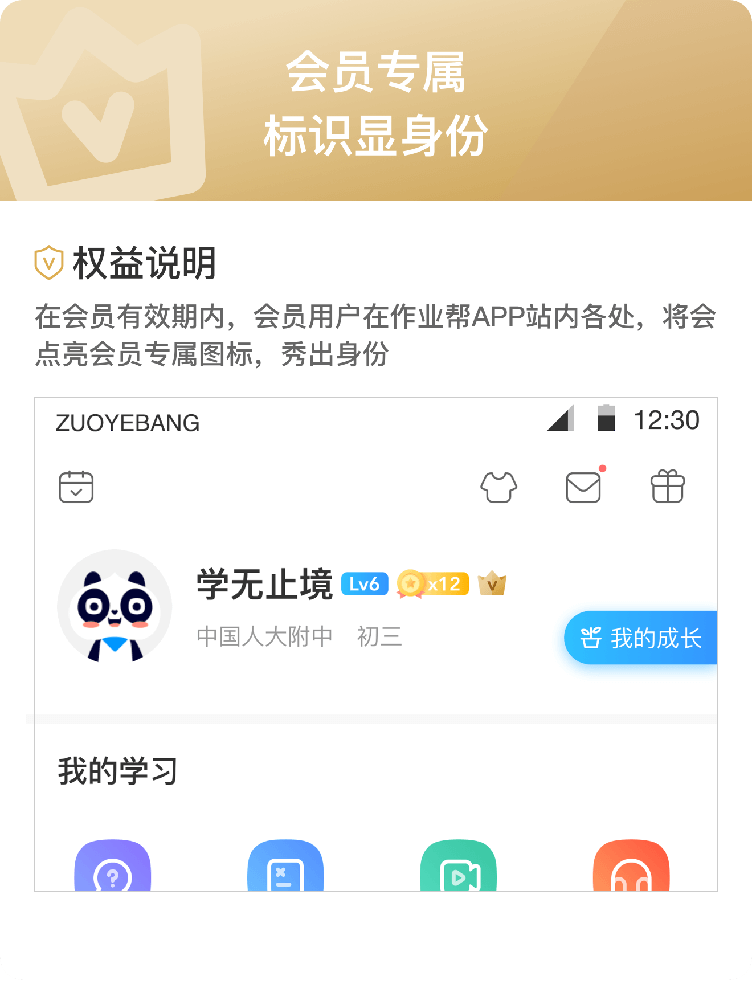 会员专属
标识显身份
权益说明
在会员有效期内，会员用户在作业帮APP站内各处，将会
点亮会员专属图标，秀出身份
ZUOYEBANG 12:30
学无止境 Lv6 x12
中国人大附中 初三
我的成长
我的学习